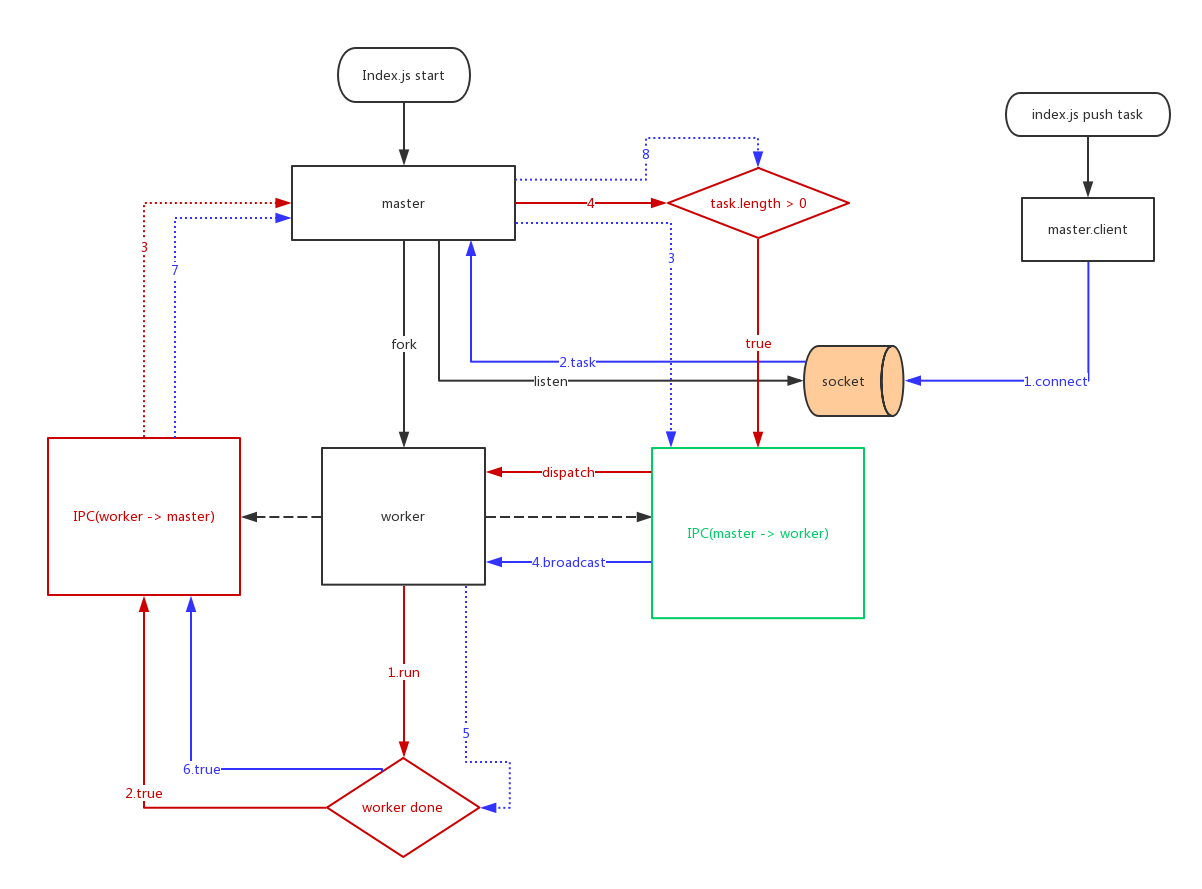 Index.js start
index.js push task
8
master
4
task.length > 0
master.client
3
7
3
fork
true
2.task
listen
socket
1.connect
dispatch
IPC(worker -> master)
worker
IPC(master -> worker)
4.broadcast
1.run
5
6.true
2.true
worker done